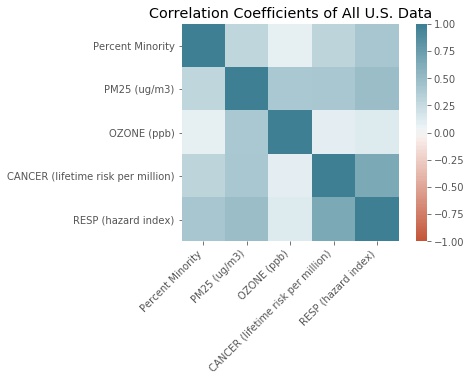 Correlation Coefficients of All U.S. Data
Percent Minority
PM25 (ug/m3)
OZONE (ppb)
CANCER (lifetime risk per million)
RESP (hazard index)
Percent Minority
PM25 (ug/m3)
OZONE (ppb)
CANCER (lifetime risk per million)
RESP (hazard index)
1.00
0.75
0.50
0.25
0.00
−0.25
−0.50
−0.75
−1.00